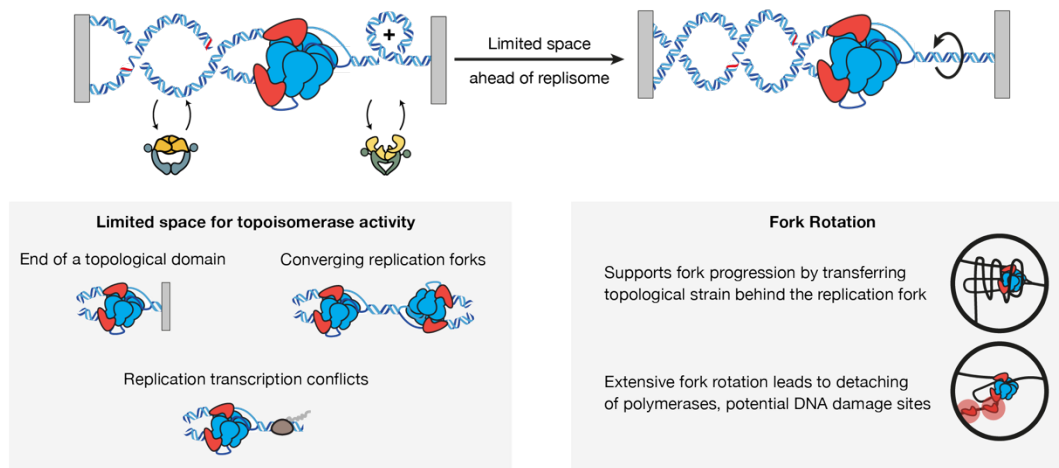 Limited space
ahead of replisome
+
Limited space for topoisomerase activity
End of a topological domain
Converging replication forks
Replication transcription conflicts
Fork Rotation
Supports fork progression by transferring
topological strain behind the replication fork
Extensive fork rotation leads to detaching
of polymerases, potential DNA damage sites